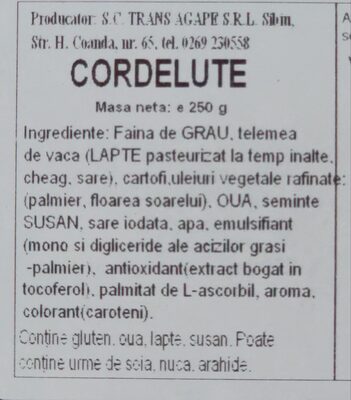 Producator: S.C. TRANS AGAPE S.R.L. Sibiu,
Str. H. Coanda, nr. 65, tel. 0269 230558
CORDELUTE
Masa neta: e 250 g
Ingrediente: Faina de GRAU, telemea
de vaca (LAPTE pasteurizat la temp inalte,
cheag, sare), cartofi,uleiuri vegetale rafinate:
(palmier, floarea soarelui), OUA, seminte
SUSAN, sare iodata, apa, emulsifiant
(mono si digliceride ale acizilor grasi
-palmier), antioxidant(extract bogat in
tocoferol), palmitat de L-ascorbil, aroma,
colorant(caroteni).
Contine gluten, oua, lapte, susan. Poate
contine urme de soia, nuca, arahide.